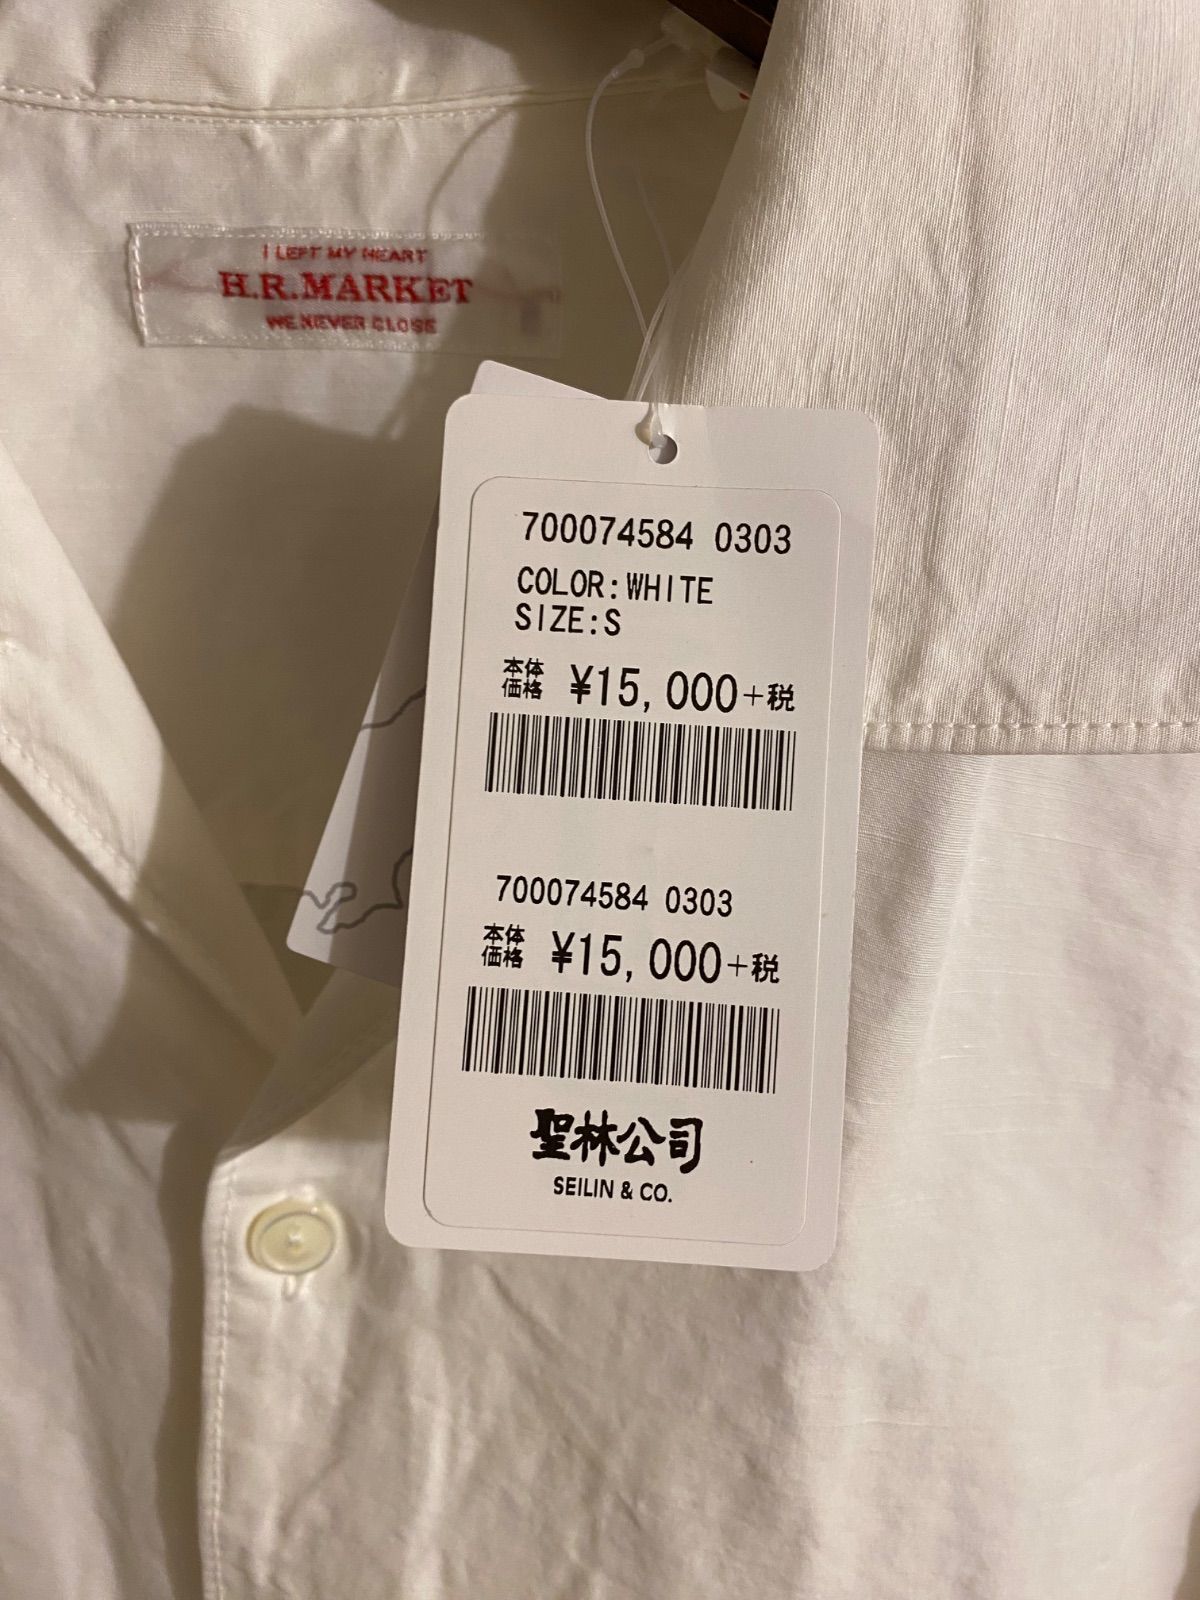 I LEFT MY HEART
H.R.MARKET
WE NEVER CLOSE
700074584 0303
COLOR:WHITE
SIZE:S
本体価格 ¥15,000+税
700074584 0303
本体価格 ¥15,000+税
聖林公司
SEILIN & CO.